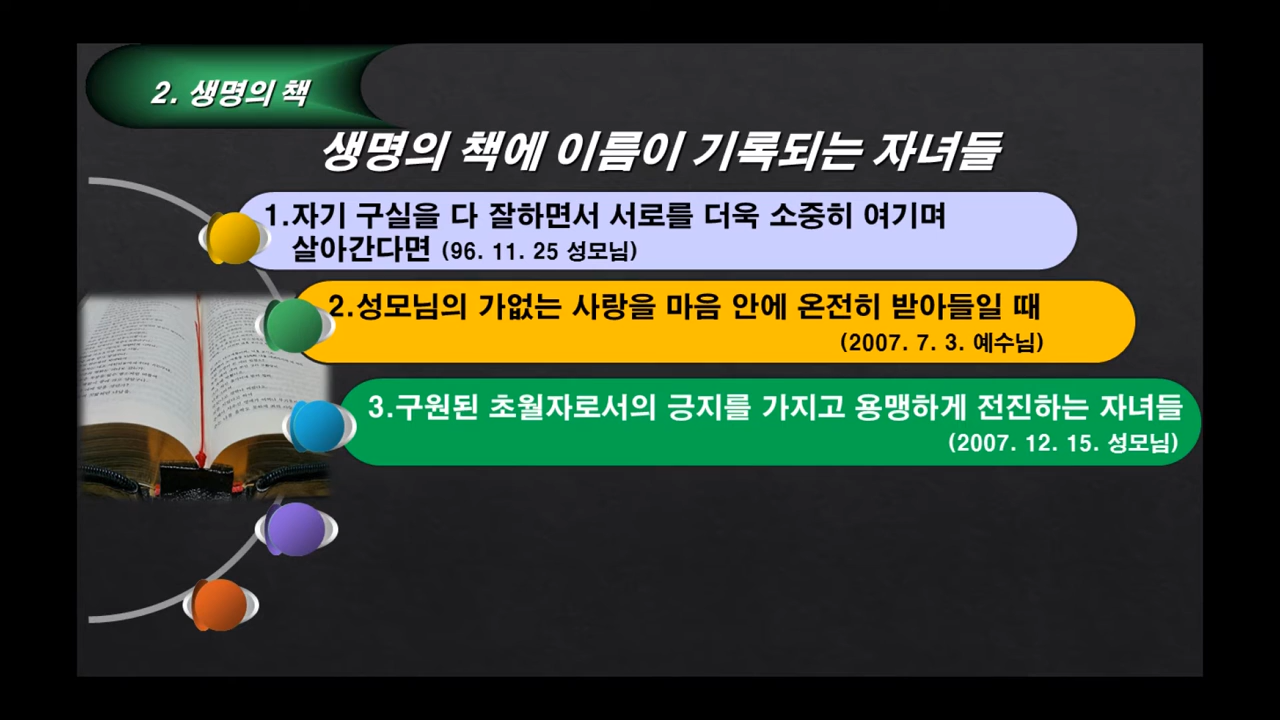 2. 생명의 책
생명의 책에 이름이 기록되는 자녀들
1.자기 구실을 다 잘하면서 서로를 더욱 소중히 여기며
살아간다면 (96. 11. 25 성모님)
2.성모님의 가없는 사랑을 마음 안에 온전히 받아들일 때
(2007. 7. 3. 예수님)
3.구원된 초월자로서의 긍지를 가지고 용맹하게 전진하는 자녀들
(2007. 12. 15. 성모님)